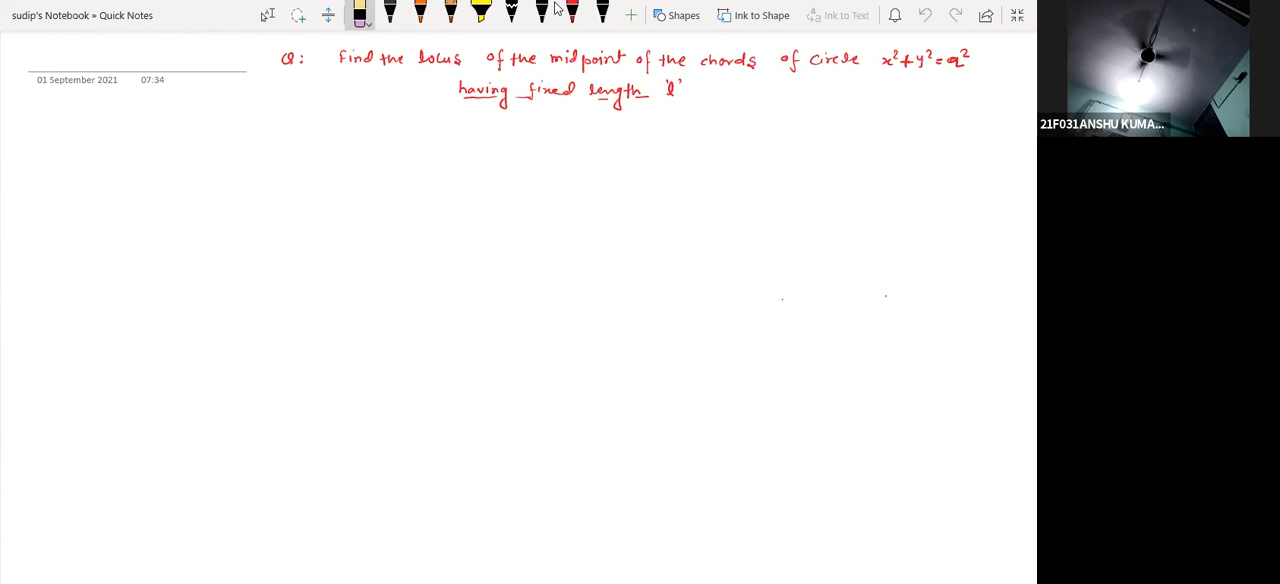 sudip's Notebook » Quick Notes
Shapes
Ink to Shape
Ink to Text
Q: Find the locus of the midpoint of the chords of circle x²+y²=a²
having fixed length 'l'
01 September 2021 07:34
21F031ANSHU KUMA...